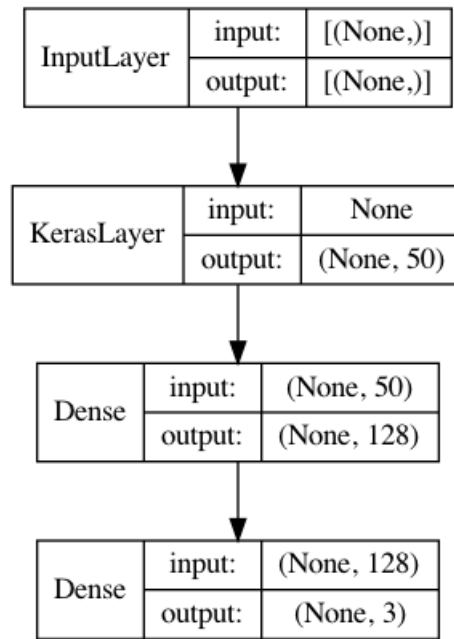 InputLayer
input: [(None,)]
output: [(None,)]
KerasLayer
input: None
output: (None, 50)
Dense
input: (None, 50)
output: (None, 128)
Dense
input: (None, 128)
output: (None, 3)